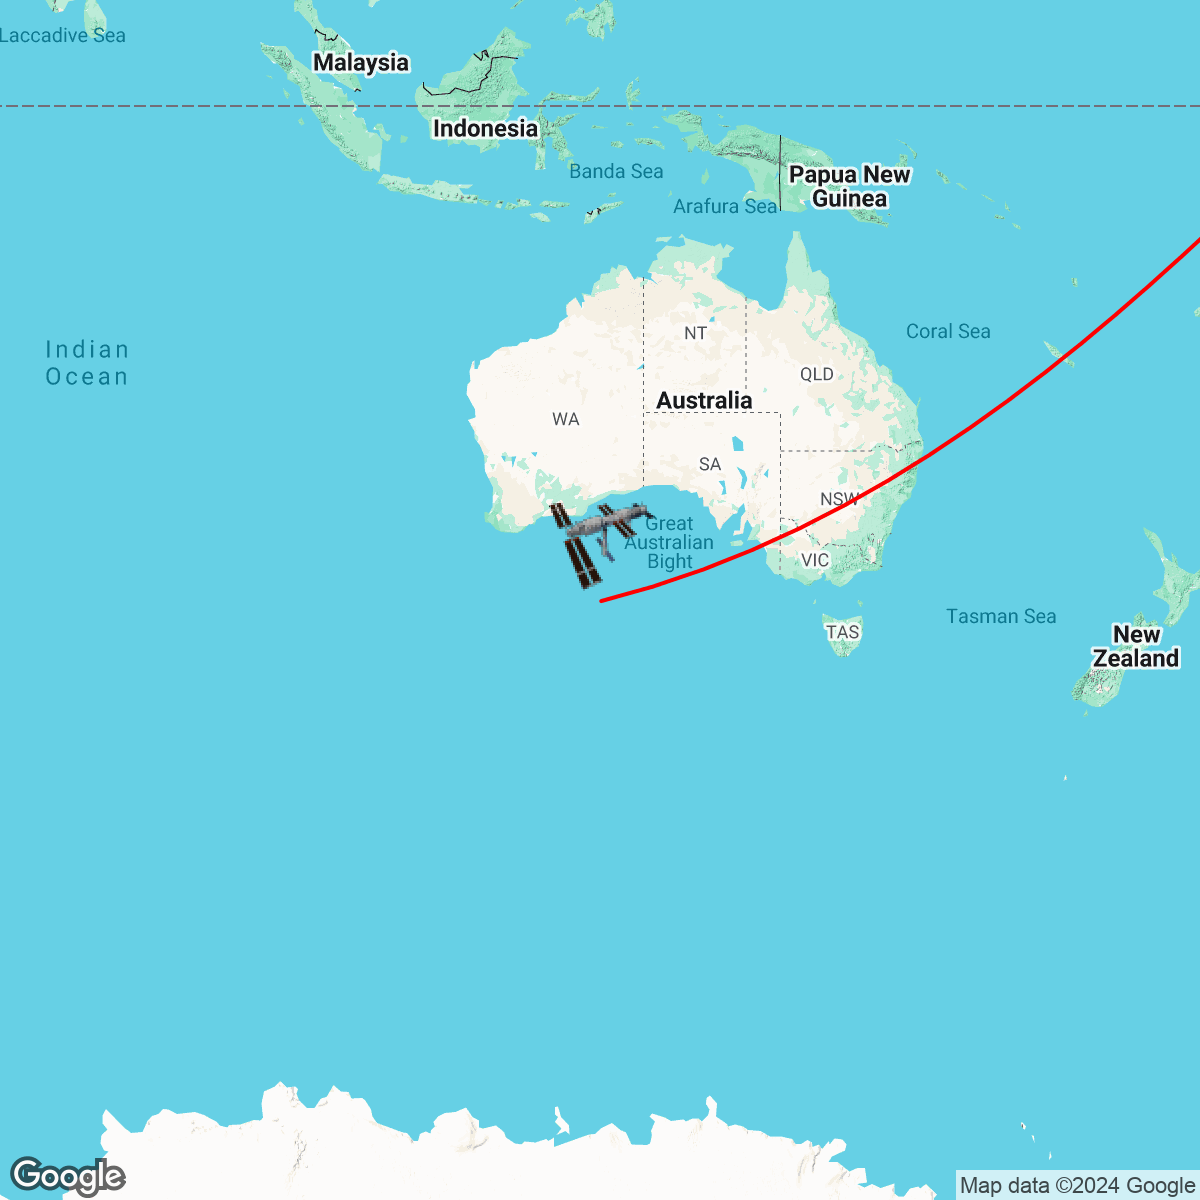 Laccadive Sea
Malaysia
Indonesia
Banda Sea
Papua New
Guinea
Arafura Sea
NT
Coral Sea
Indian
Ocean
QLD
Australia
WA
SA
NSW
Great
Australian
Bight
VIC
Tasman Sea
TAS
New
Zealand
Google
Map data ©2024 Google